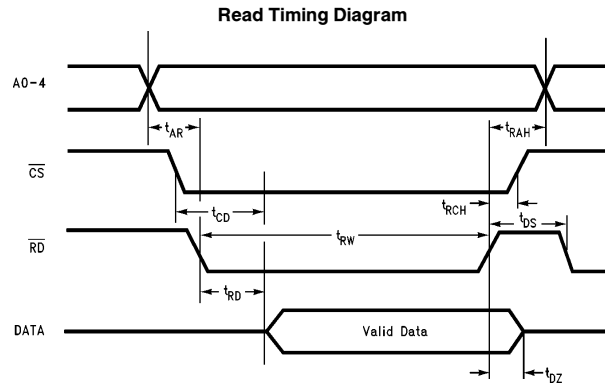 Read Timing Diagram
A0-4
tAR
tRAH
CS
tCD
tRCH
tDS
RD
tRW
tRD
DATA
Valid Data
tDZ